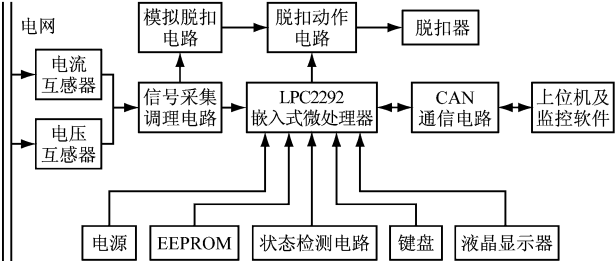 电网
模拟脱扣
电路
脱扣动作
电路
脱扣器
电流
互感器
信号采集
调理电路
LPC2292
嵌入式微处理器
CAN
通信电路
上位机及
监控软件
电压
互感器
电源
EEPROM
状态检测电路
键盘
液晶显示器